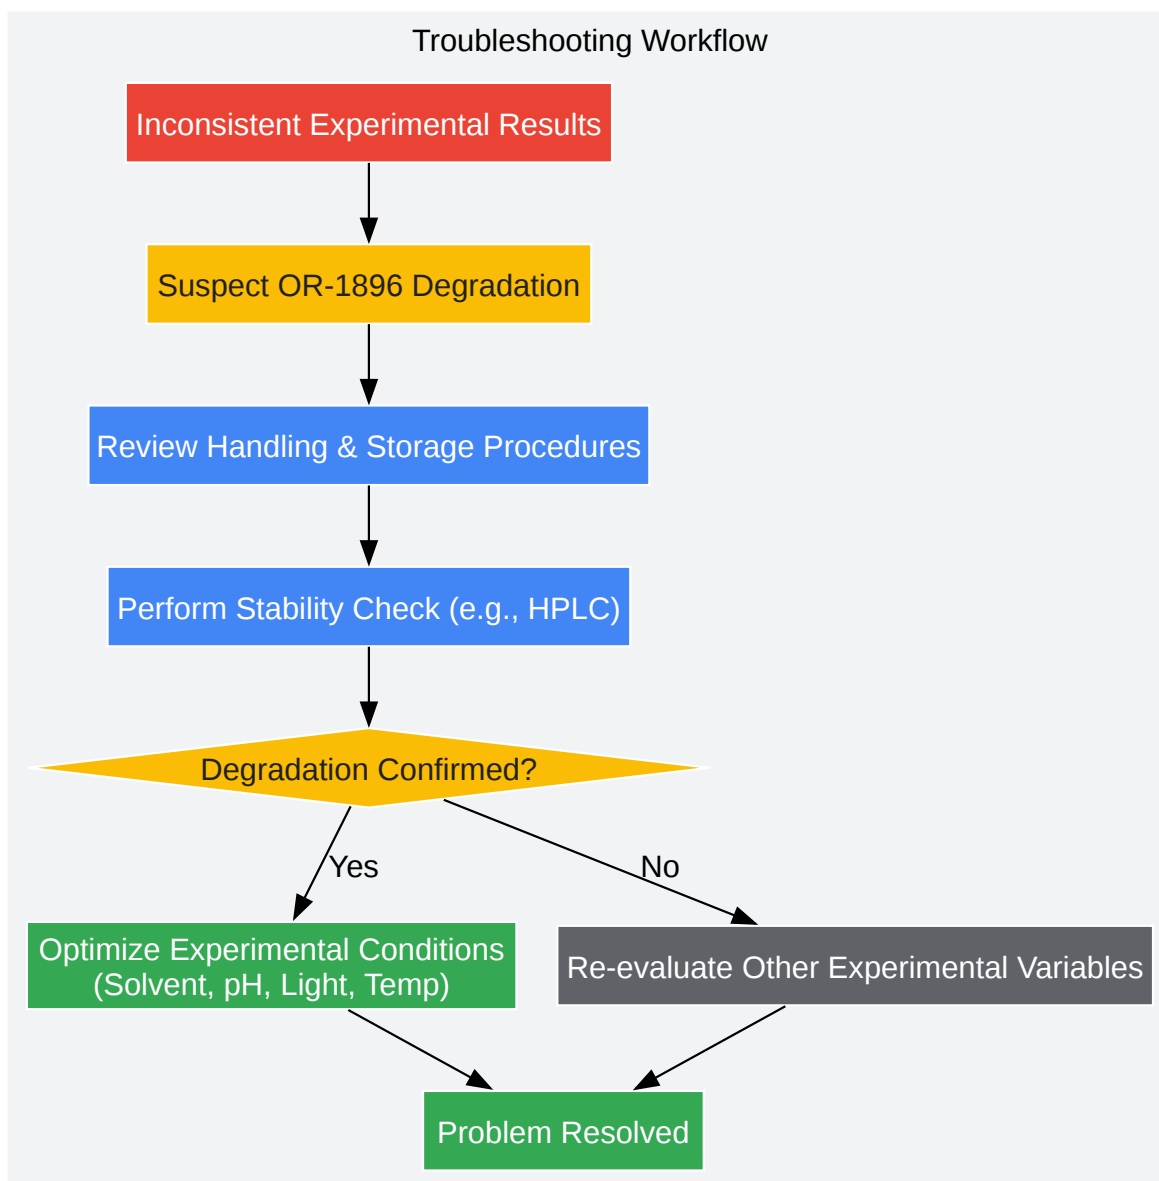 Troubleshooting Workflow
Inconsistent Experimental Results
Suspect OR-1896 Degradation
Review Handling & Storage Procedures
Perform Stability Check (e.g., HPLC)
Degradation Confirmed?
Yes
No
Optimize Experimental Conditions
(Solvent, pH, Light, Temp)
Re-evaluate Other Experimental Variables
Problem Resolved